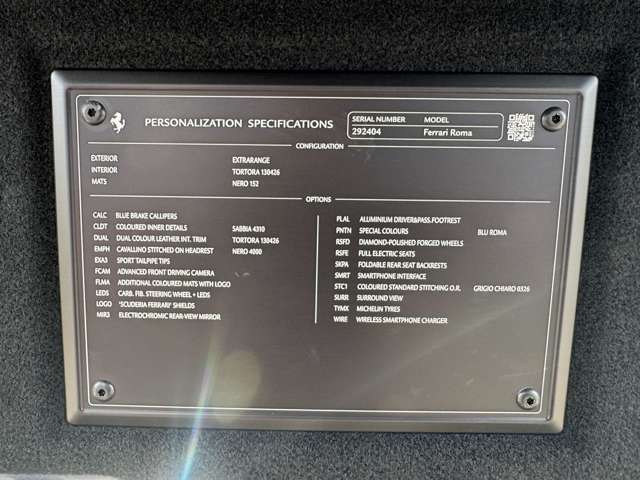 PERSONALIZATION SPECIFICATIONS
SERIAL NUMBER MODEL
292404 Ferrari Roma
CONFIGURATION
EXTERIOR EXTRARANGE
INTERIOR TORTORA 130426
MATS NERO 152
OPTIONS
CALC BLUE BRAKE CALLIPERS
CLDT COLOURED INNER DETAILS SABBIA 4310
DUAL DUAL COLOUR LEATHER INT. TRIM TORTORA 130426
EMPH CAVALLINO STITCHED ON HEADREST NERO 4000
EXA3 SPORT TAILPIPE TIPS
FCAM ADVANCED FRONT DRIVING CAMERA
FLMA ADDITIONAL COLOURED MATS WITH LOGO
LEDS CARB. FIB. STEERING WHEEL + LEDS
LOGO 'SCUDERIA FERRARI' SHIELDS
MIR3 ELECTROCHROMIC REAR-VIEW MIRROR
PLAL ALUMINIUM DRIVER&PASS.FOOTREST
PNTN SPECIAL COLOURS BLU ROMA
RSFD DIAMOND-POLISHED FORGED WHEELS
RSFE FULL ELECTRIC SEATS
SKPA FOLDABLE REAR SEAT BACKRESTS
SMRT SMARTPHONE INTERFACE
STC1 COLOURED STANDARD STITCHING O.R. GRIGIO CHIARO 0326
SURR SURROUND VIEW
TYMX MICHELIN TYRES
WIRE WIRELESS SMARTPHONE CHARGER